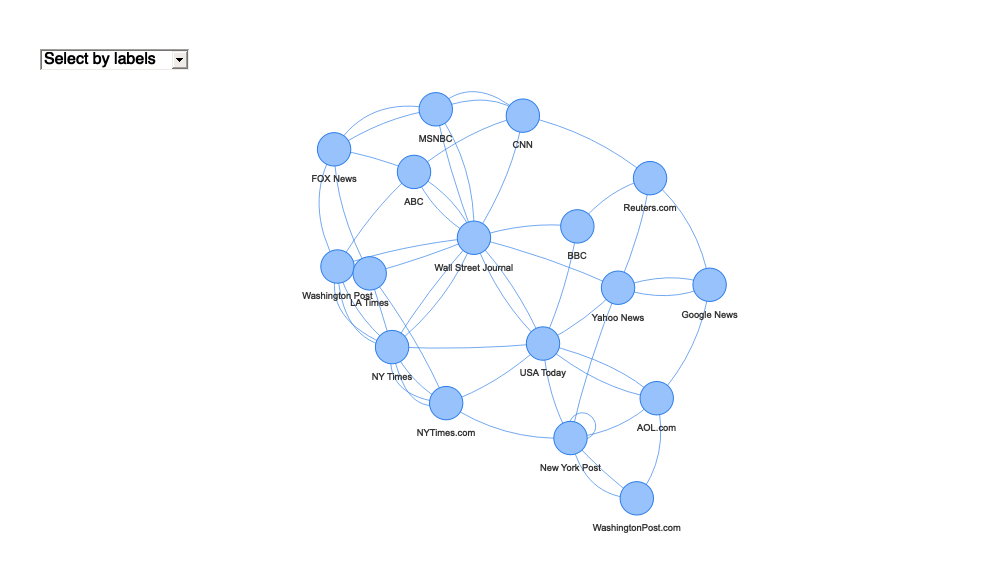 Select by labels
MSNBC
CNN
FOX News
ABC
Reuters.com
BBC
Wall Street Journal
Washington Post
LA Times
Yahoo News
Google News
NY Times
USA Today
NYTimes.com
AOL.com
New York Post
WashingtonPost.com